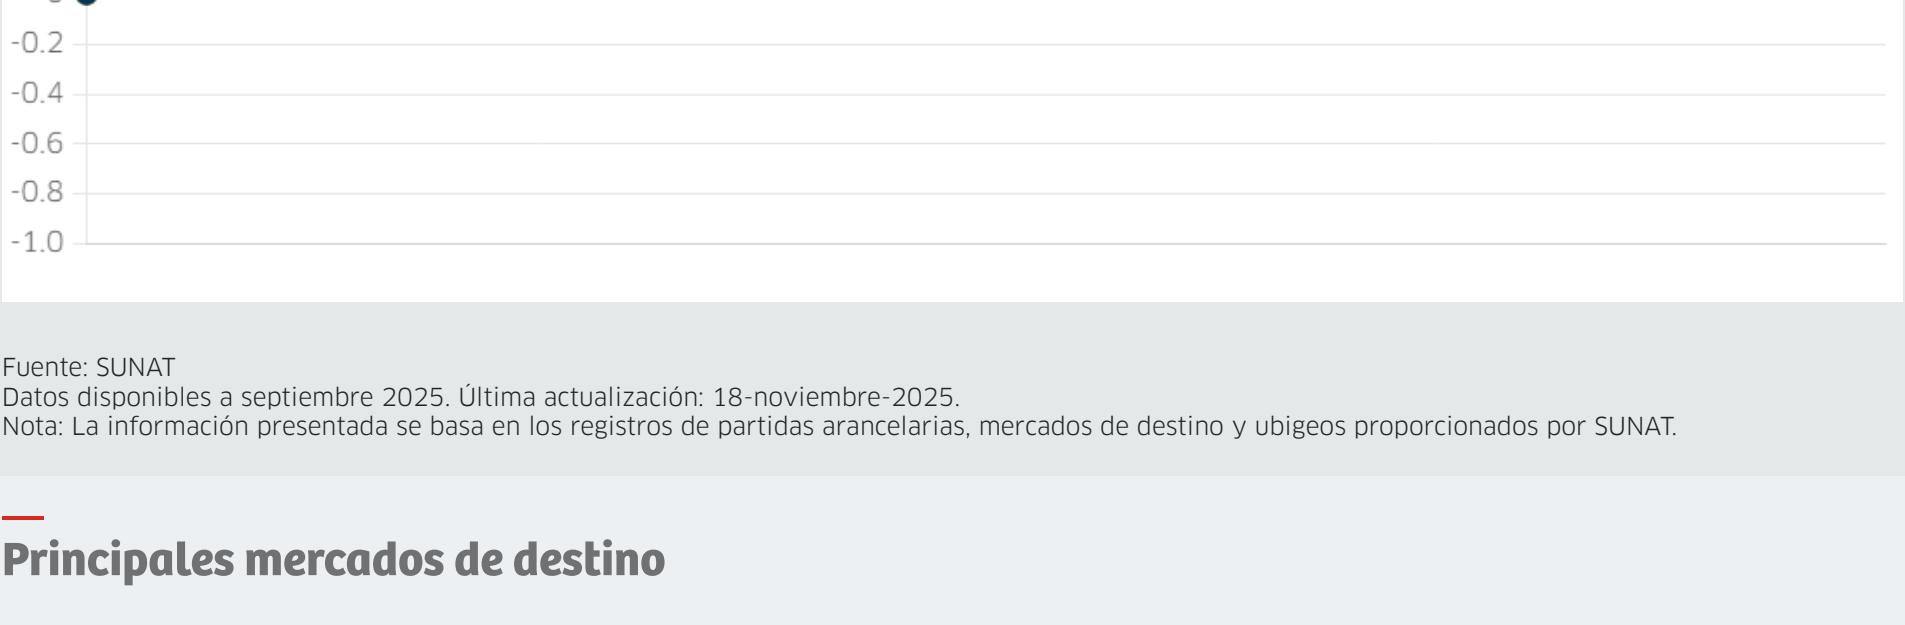 -0.2
-0.4
-0.6
-0.8
-1.0
Fuente: SUNAT
Datos disponibles a septiembre 2025. Última actualización: 18-noviembre-2025.
Nota: La información presentada se basa en los registros de partidas arancelarias, mercados de destino y ubigeos proporcionados por SUNAT.
Principales mercados de destino